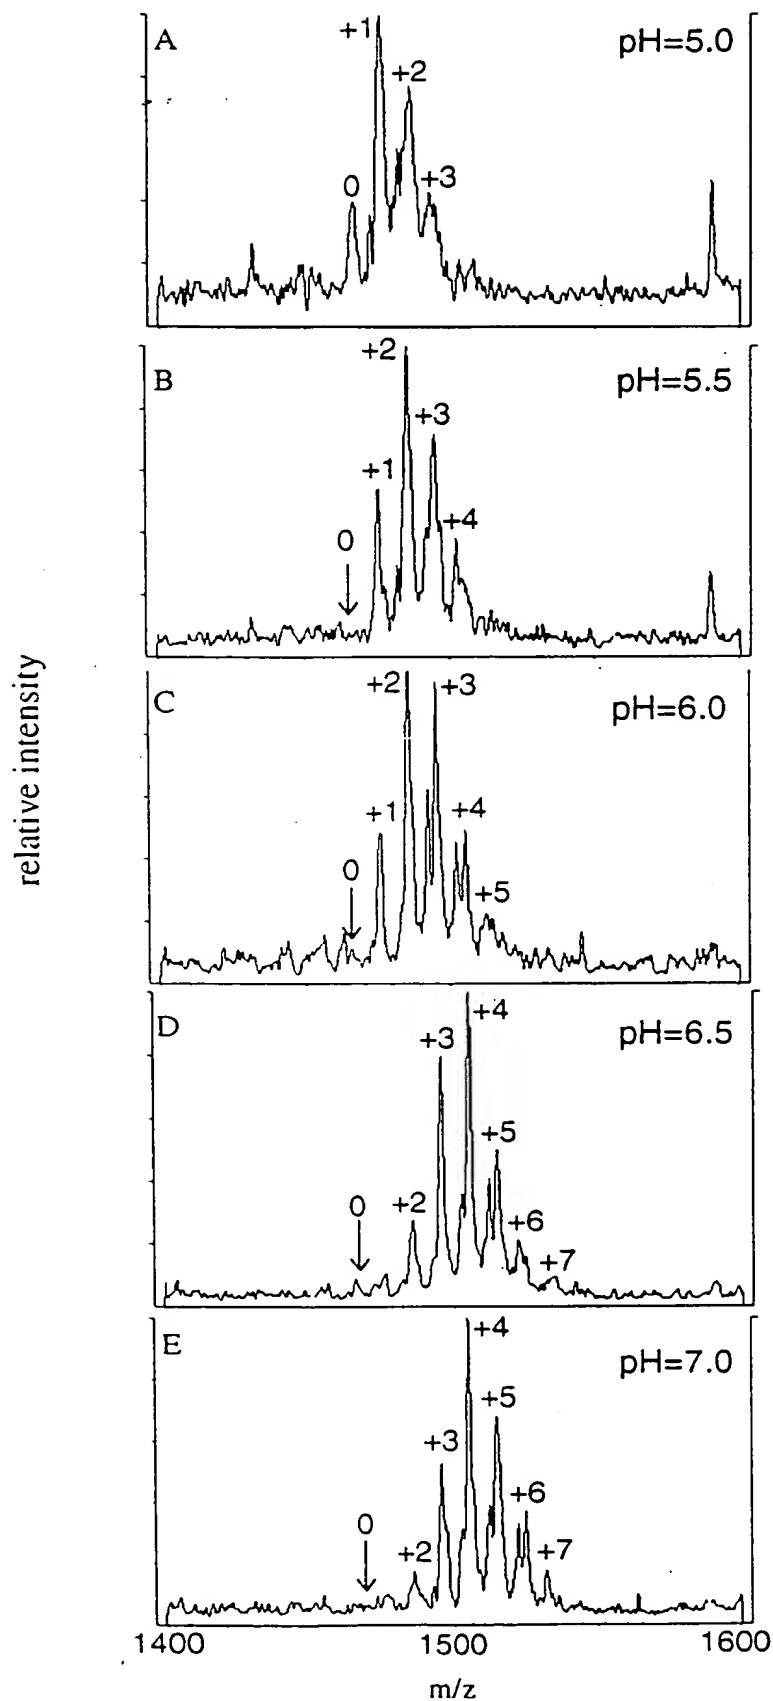 A
+1
pH=5.0
+2
0
+3
B
+2
pH=5.5
+3
+1
+4
0
relative intensity
C
+2
+3
pH=6.0
+1
+4
0
+5
D
+4
pH=6.5
+3
+5
0
+2
+6
+7
E
+4
pH=7.0
+5
+3
+6
0
+2
+7
1400
1500
1600
m/z